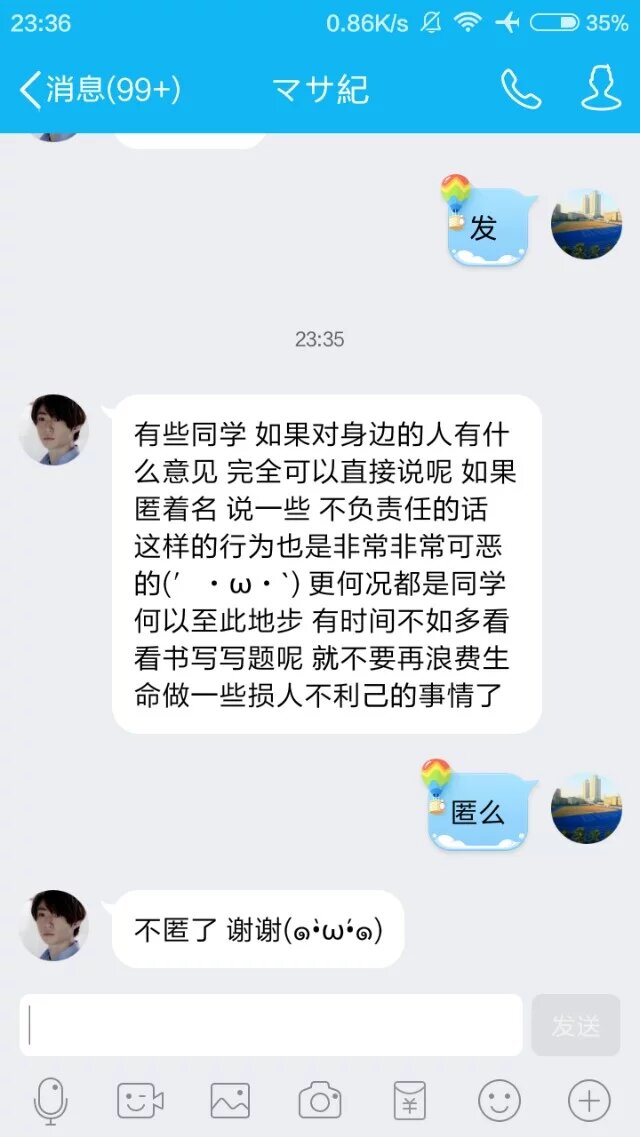 23:36 0.86K/s 35%
消息(99+) マサ紀
发
23:35
有些同学 如果对身边的人有什
么意见 完全可以直接说呢 如果
匿着名 说一些 不负责任的话
这样的行为也是非常非常可恶
的(′・ω・`) 更何况都是同学
何以至此地步 有时间不如多看
看书写写题呢 就不要再浪费生
命做一些损人不利己的事情了
匿么
不匿了 谢谢(๑•̀ω•́๑)
发送